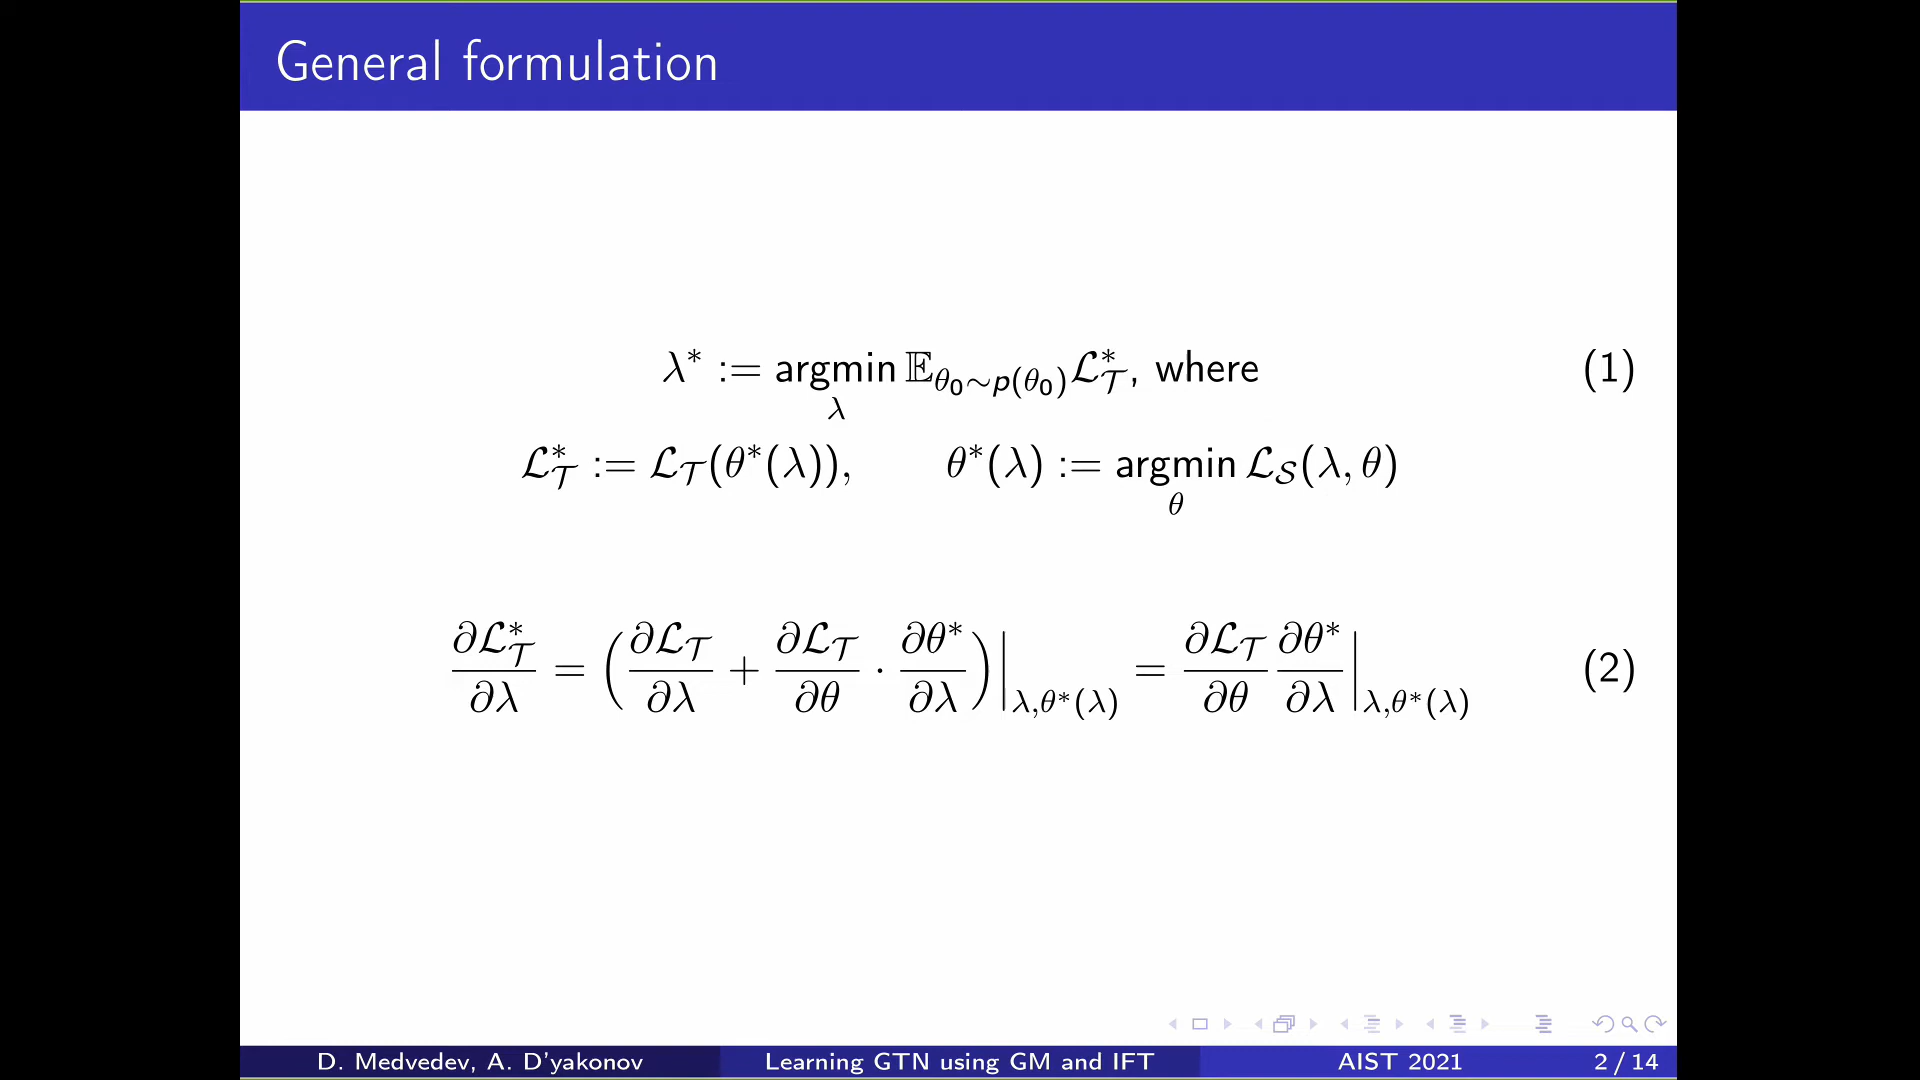 General formulation
λ* := argmin_λ 𝔼_{θ₀∼p(θ₀)} ℒ*_𝒯, where (1)
ℒ*_𝒯 := ℒ_𝒯(θ*(λ)), θ*(λ) := argmin_θ ℒ_𝒮(λ, θ)
∂ℒ*_𝒯/∂λ = (∂ℒ_𝒯/∂λ + ∂ℒ_𝒯/∂θ · ∂θ*/∂λ)|_{λ,θ*(λ)} = ∂ℒ_𝒯/∂θ ∂θ*/∂λ|_{λ,θ*(λ)} (2)
D. Medvedev, A. D'yakonov Learning GTN using GM and IFT AIST 2021 2 / 14